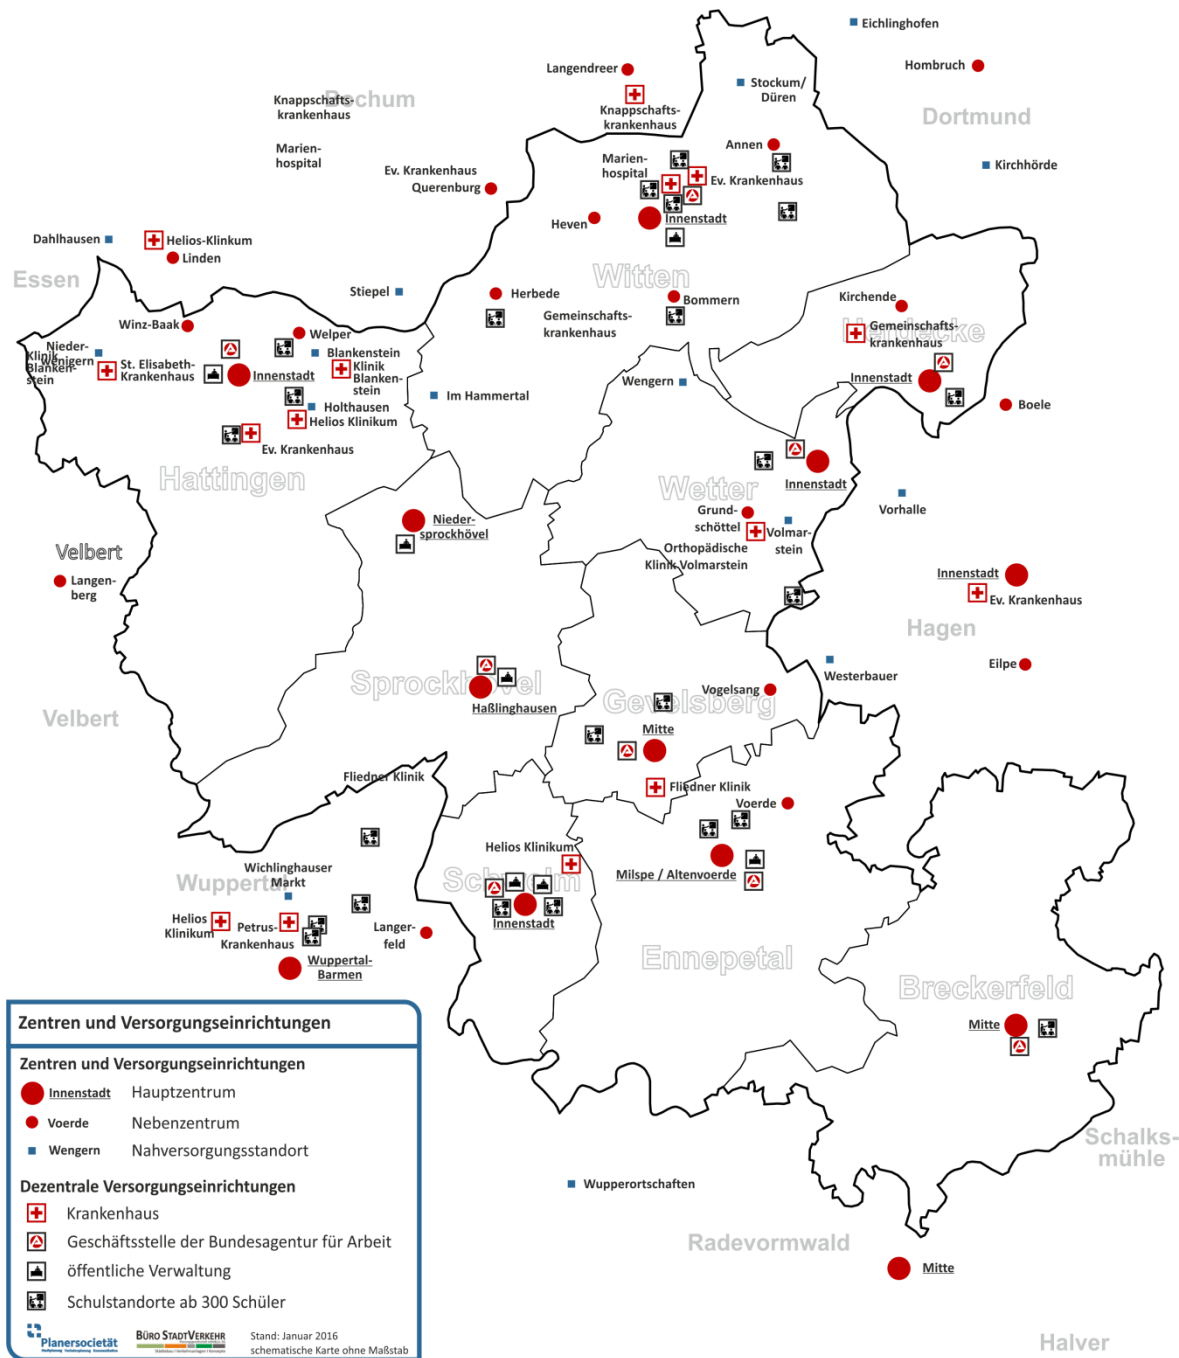 Eichlinghofen
Hombruch
Langendreer
Stockum/
Düren
Bochum
Knappschafts-
krankenhaus
Knappschafts-
krankenhaus
Dortmund
Marien-
hospital
Annen
Marien-
hospital
Ev. Krankenhaus
Kirchhörde
Ev. Krankenhaus
Querenburg
Heven
Innenstadt
Dahlhausen
Helios-Klinkum
Linden
Essen
Witten
Stiepel
Herbede
Bommern
Kirchende
Winz-Baak
Gemeinschafts-
krankenhaus
Herdecke
Gemeinschafts-
krankenhaus
Welper
Nieder-
wenigern
Klinik
Blanken-
stein
St. Elisabeth-
Krankenhaus
Innenstadt
Blankenstein
Klinik
Blanken-
stein
Wengern
Innenstadt
Im Hammertal
Boele
Holthausen
Helios Klinikum
Ev. Krankenhaus
Hattingen
Innenstadt
Wetter
Vorhalle
Grund-
schöttel
Nieder-
sprockhövel
Volmar-
stein
Orthopädische
Klinik Volmarstein
Velbert
Langen-
berg
Innenstadt
Ev. Krankenhaus
Hagen
Eilpe
Westerbauer
Sprockhövel
Haßlinghausen
Vogelsang
Gevelsberg
Mitte
Velbert
Fliedner Klinik
Fliedner Klinik
Voerde
Helios Klinikum
Milspe / Altenvoerde
Wichlinghauser
Markt
Wuppertal
Schwelm
Innenstadt
Helios
Klinikum
Petrus-
Krankenhaus
Langer-
feld
Wuppertal-
Barmen
Ennepetal
Breckerfeld
Mitte
Schalks-
mühle
Wupperortschaften
Radevormwald
Mitte
Halver
Zentren und Versorgungseinrichtungen
Zentren und Versorgungseinrichtungen
Innenstadt Hauptzentrum
Voerde Nebenzentrum
Wengern Nahversorgungsstandort
Dezentrale Versorgungseinrichtungen
Krankenhaus
Geschäftsstelle der Bundesagentur für Arbeit
öffentliche Verwaltung
Schulstandorte ab 300 Schüler
Planersocietät
BÜRO STADTVERKEHR
Stand: Januar 2016
schematische Karte ohne Maßstab